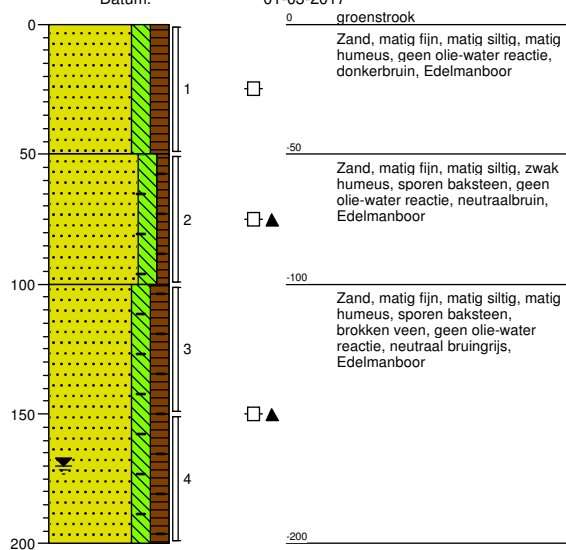 Datum: 01-03-2017
0 groenstrook
Zand, matig fijn, matig siltig, matig
humeus, geen olie-water reactie,
donkerbruin, Edelmanboor
-50
Zand, matig fijn, matig siltig, zwak
humeus, sporen baksteen, geen
olie-water reactie, neutraalbruin,
Edelmanboor
-100
Zand, matig fijn, matig siltig, matig
humeus, sporen baksteen,
brokken veen, geen olie-water
reactie, neutraal bruingrijs,
Edelmanboor
-200
0
50
100
150
200
1
2
3
4